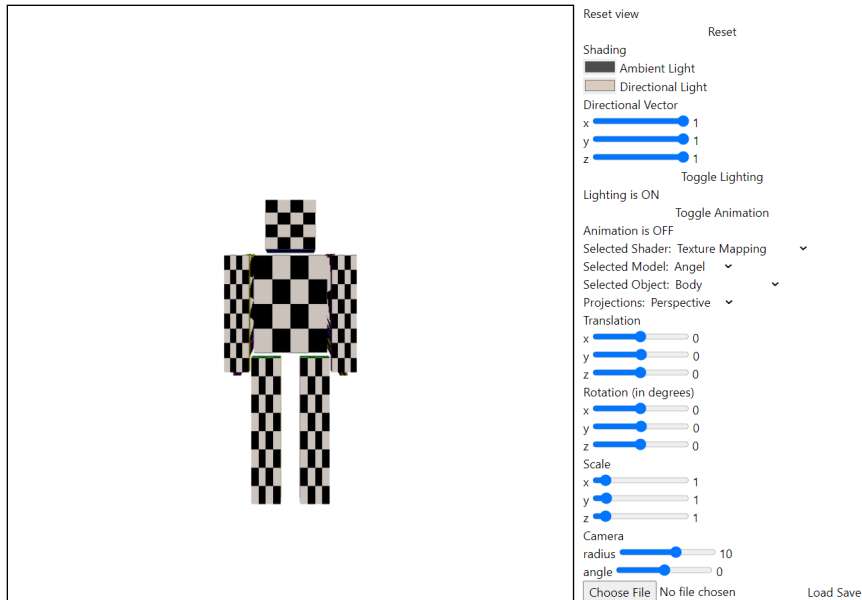 Reset view
Reset
Shading
Ambient Light
Directional Light
Directional Vector
x 1
y 1
z 1
Toggle Lighting
Lighting is ON
Toggle Animation
Animation is OFF
Selected Shader: Texture Mapping
Selected Model: Angel
Selected Object: Body
Projections: Perspective
Translation
x 0
y 0
z 0
Rotation (in degrees)
x 0
y 0
z 0
Scale
x 1
y 1
z 1
Camera
radius 10
angle 0
Choose File No file chosen Load Save